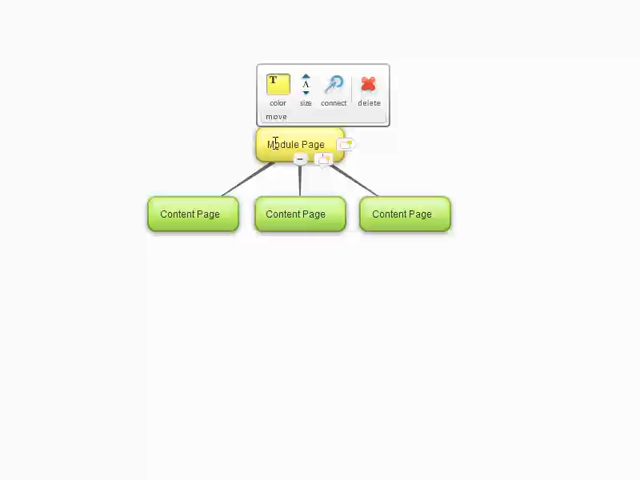 T
A
color size connect delete
move
Module Page
Content Page Content Page Content Page